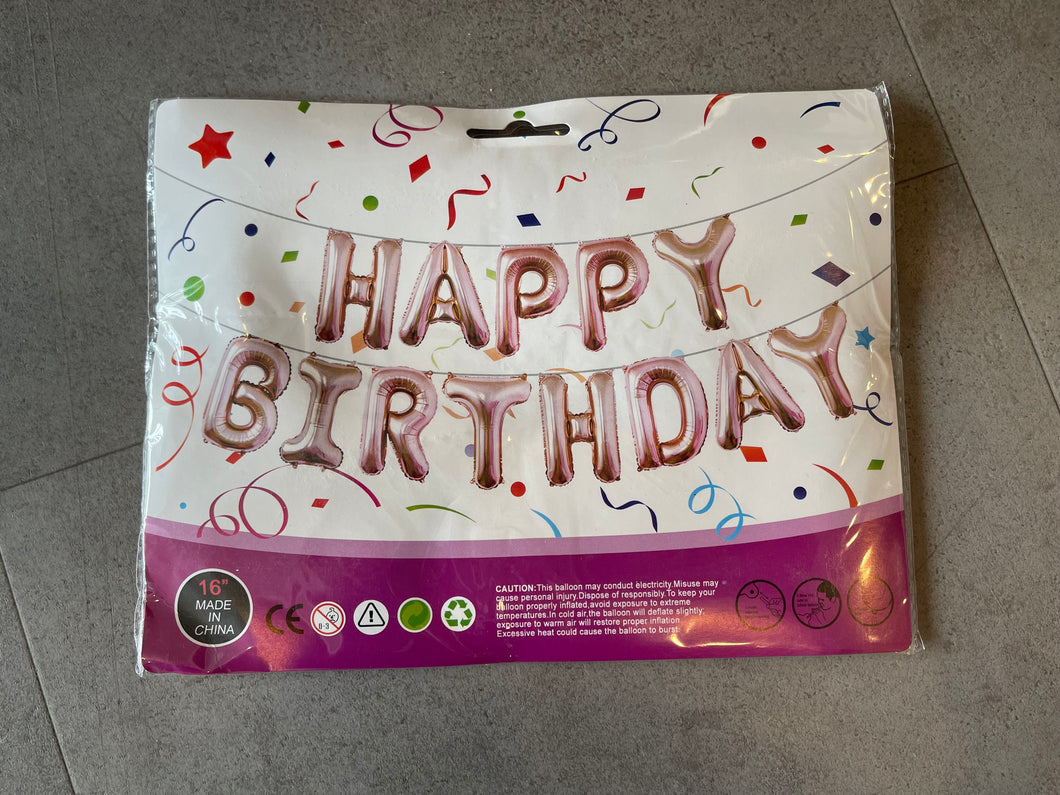 HAPPY
BIRTHDAY
16"
MADE
IN
CHINA
CE
0-3
CAUTION:This balloon may conduct electricity.Misuse may
cause personal injury.Dispose of responsibly.To keep your
balloon properly inflated,avoid exposure to extreme
temperatures.In cold air,the balloon will deflate slightly;
exposure to warm air will restore proper inflation
Excessive heat could cause the balloon to burst